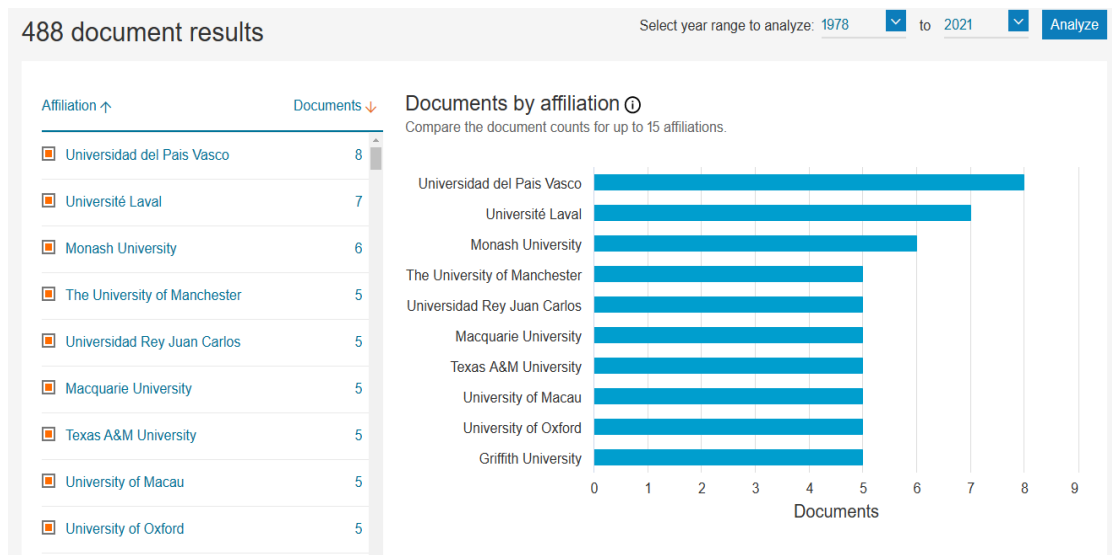 488 document results
Select year range to analyze: 1978 to 2021 Analyze
Affiliation ↑ Documents ↓
Universidad del Pais Vasco 8
Université Laval 7
Monash University 6
The University of Manchester 5
Universidad Rey Juan Carlos 5
Macquarie University 5
Texas A&M University 5
University of Macau 5
University of Oxford 5
Documents by affiliation
Compare the document counts for up to 15 affiliations.
Universidad del Pais Vasco
Université Laval
Monash University
The University of Manchester
Universidad Rey Juan Carlos
Macquarie University
Texas A&M University
University of Macau
University of Oxford
Griffith University
0 1 2 3 4 5 6 7 8 9
Documents